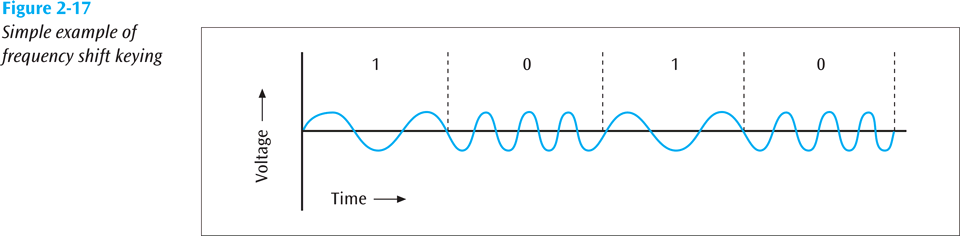 Figure 2-17
Simple example of
frequency shift keying
1 0 1 0
Voltage
Time